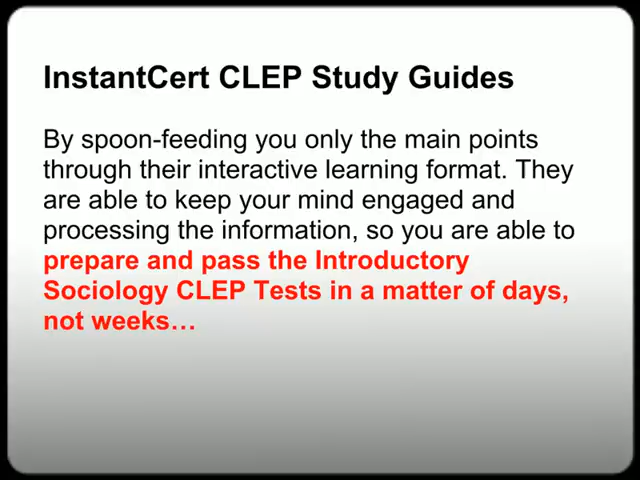 InstantCert CLEP Study Guides
By spoon-feeding you only the main points
through their interactive learning format. They
are able to keep your mind engaged and
processing the information, so you are able to
prepare and pass the Introductory
Sociology CLEP Tests in a matter of days,
not weeks…